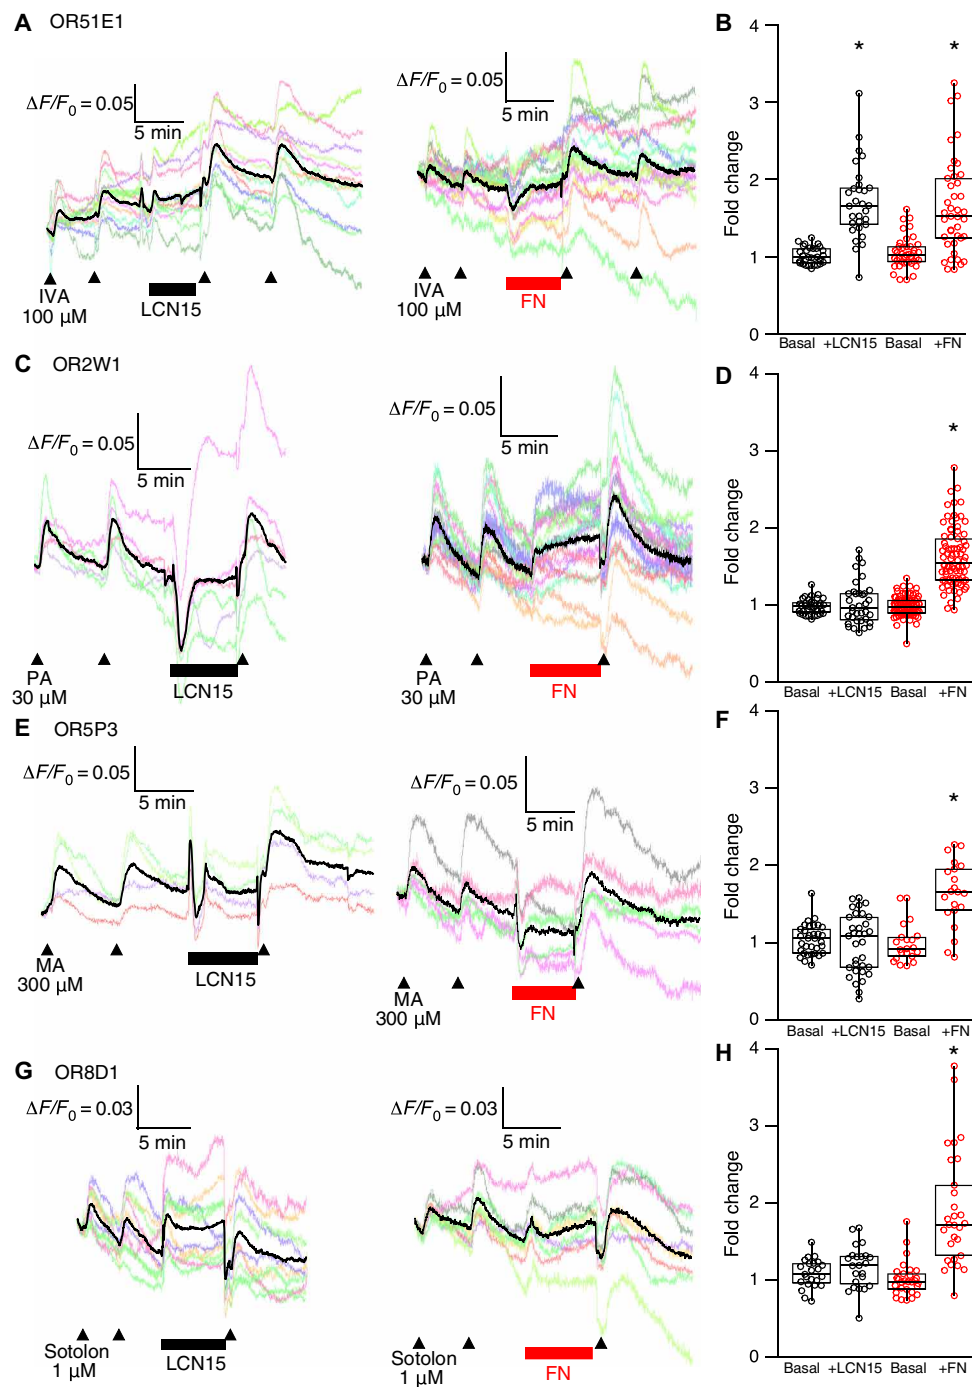 A OR51E1
ΔF/F0 = 0.05
5 min
IVA
100 μM
LCN15
ΔF/F0 = 0.05
5 min
IVA
100 μM
FN
B
Fold change
4
3
2
1
0
*
*
Basal +LCN15 Basal +FN
C OR2W1
ΔF/F0 = 0.05
5 min
PA
30 μM
LCN15
ΔF/F0 = 0.05
5 min
PA
30 μM
FN
D
Fold change
4
3
2
1
0
*
Basal +LCN15 Basal +FN
E OR5P3
ΔF/F0 = 0.05
5 min
MA
300 μM
LCN15
ΔF/F0 = 0.05
5 min
MA
300 μM
FN
F
Fold change
4
3
2
1
0
*
Basal +LCN15 Basal +FN
G OR8D1
ΔF/F0 = 0.03
5 min
Sotolon
1 μM
LCN15
ΔF/F0 = 0.03
5 min
Sotolon
1 μM
FN
H
Fold change
4
3
2
1
0
*
Basal +LCN15 Basal +FN